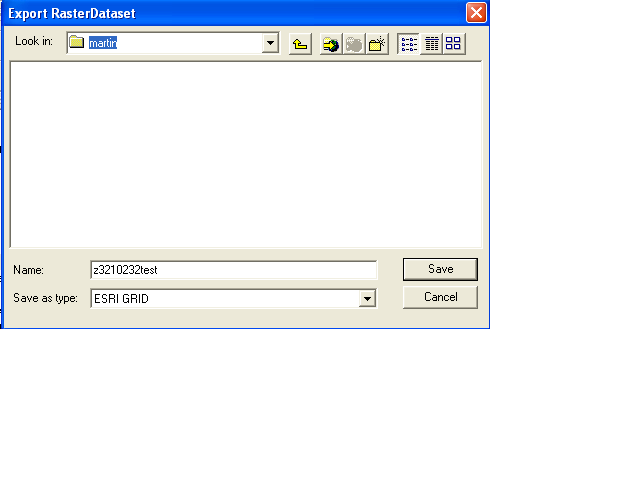 Export RasterDataset
Look in: martin
Name: z3210232test Save
Save as type: ESRI GRID Cancel